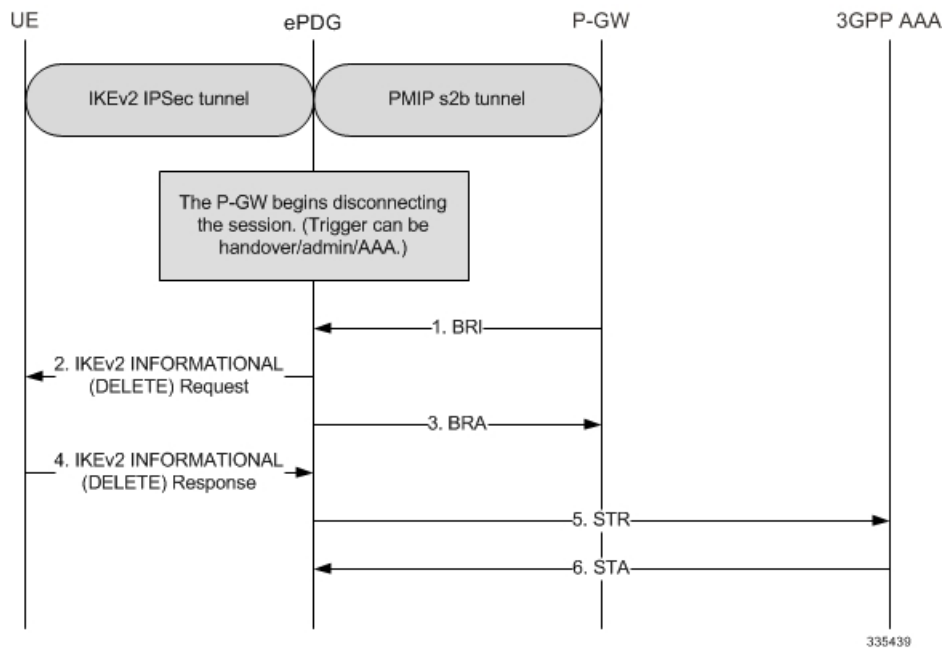 UE
ePDG
P-GW
3GPP AAA
IKEv2 IPSec tunnel
PMIP s2b tunnel
The P-GW begins disconnecting
the session. (Trigger can be
handover/admin/AAA.)
1. BRI
2. IKEv2 INFORMATIONAL
(DELETE) Request
3. BRA
4. IKEv2 INFORMATIONAL
(DELETE) Response
5. STR
6. STA
335439